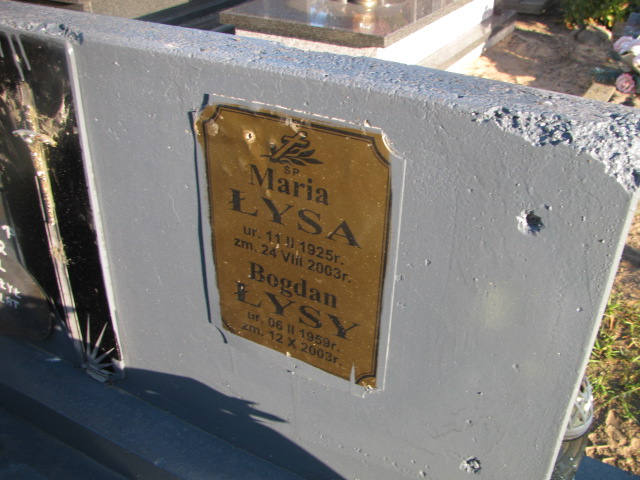 ŚP.
Maria
ŁYSA
ur. 11 II 1925r.
zm. 24 VIII 2003r.
Bogdan
ŁYSY
ur. 06 II 1959r.
zm. 12 X 2003r.